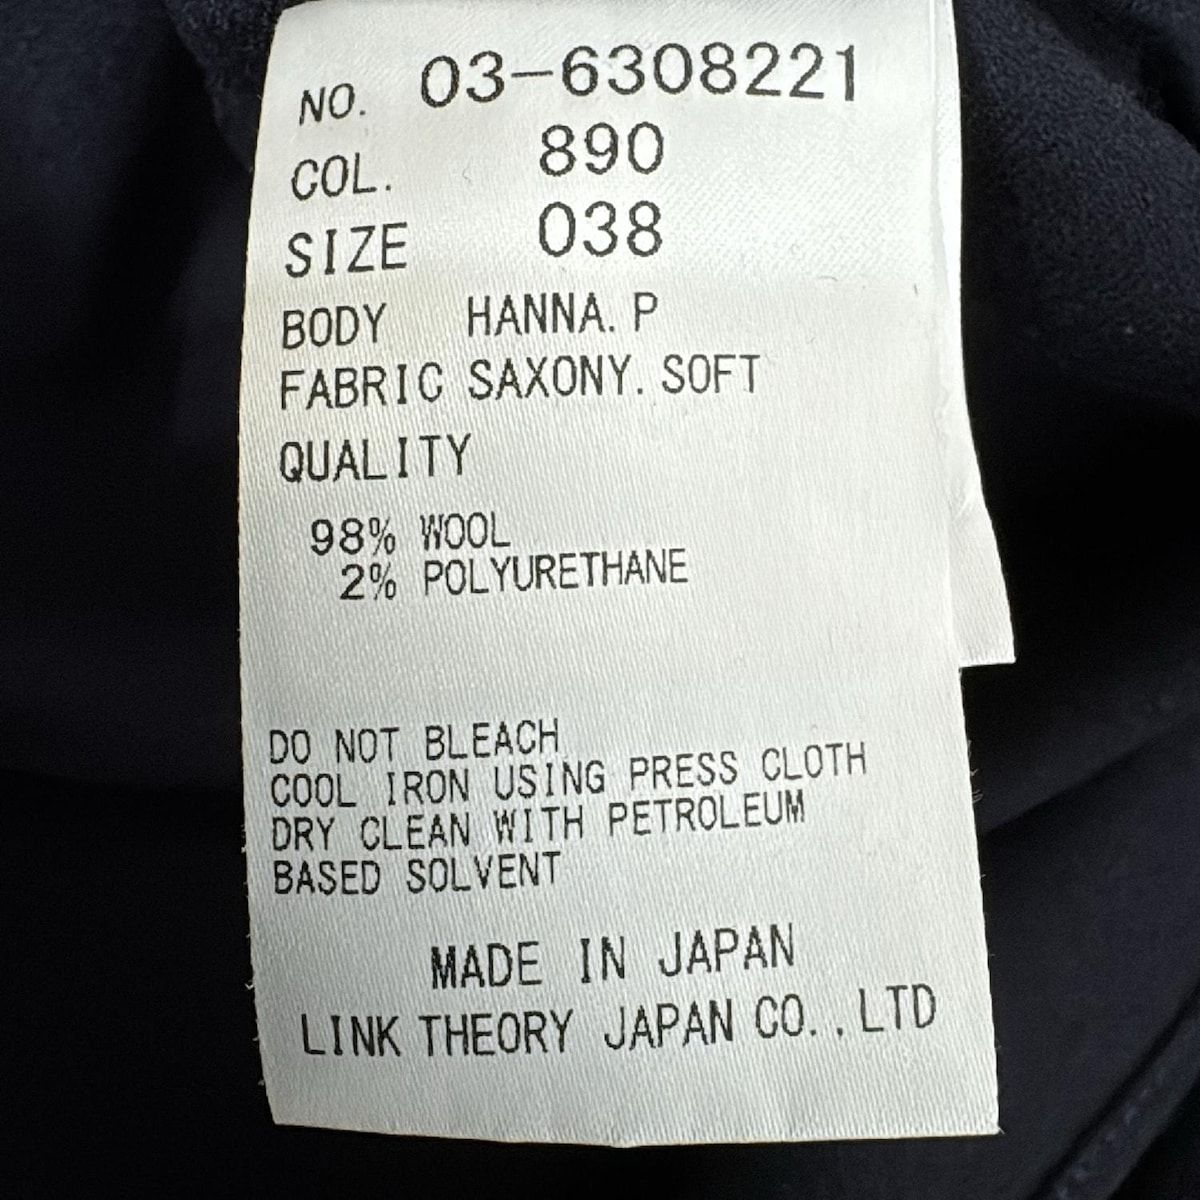 NO. 03-6308221
COL. 890
SIZE 038
BODY HANNA. P
FABRIC SAXONY. SOFT
QUALITY
98% WOOL
2% POLYURETHANE
DO NOT BLEACH
COOL IRON USING PRESS CLOTH
DRY CLEAN WITH PETROLEUM
BASED SOLVENT
MADE IN JAPAN
LINK THEORY JAPAN CO. , LTD